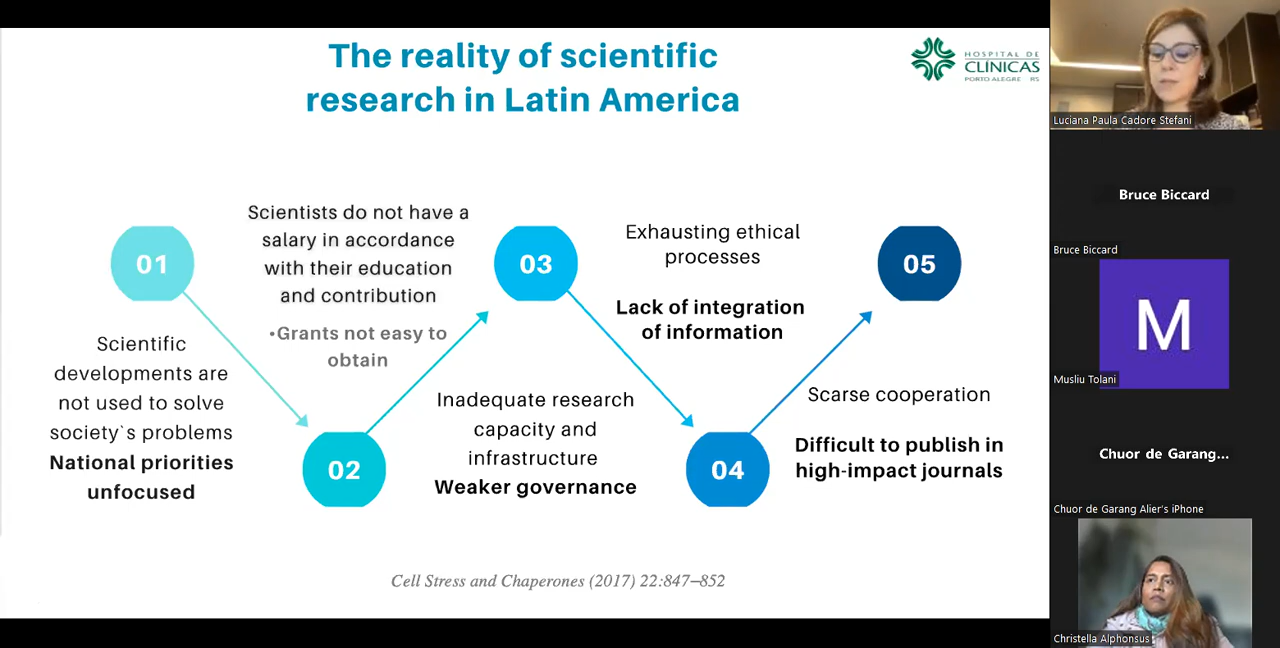 The reality of scientific
research in Latin America
HOSPITAL DE
CLINICAS
PORTO ALEGRE RS
01
Scientific
developments are
not used to solve
society`s problems
National priorities
unfocused
Scientists do not have a
salary in accordance
with their education
and contribution
•Grants not easy to
obtain
02
03
Inadequate research
capacity and
infrastructure
Weaker governance
Exhausting ethical
processes
Lack of integration
of information
04
05
Scarse cooperation
Difficult to publish in
high-impact journals
Cell Stress and Chaperones (2017) 22:847–852
Luciana Paula Cadore Stefani
Bruce Biccard
Bruce Biccard
M
Musliu Tolani
Chuor de Garang...
Chuor de Garang Alier's iPhone
Christella Alphonsus